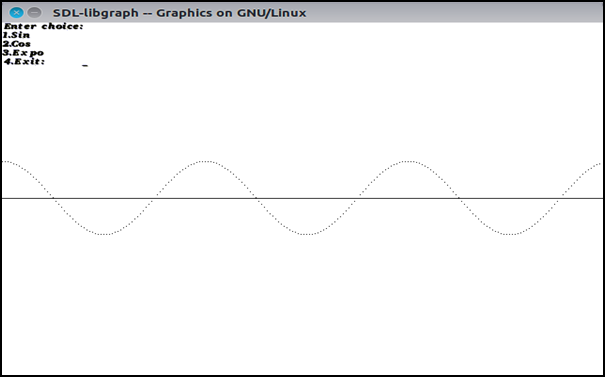 SDL-libgraph -- Graphics on GNU/Linux
Enter choice:
1.Sin
2.Cos
3.Expo
4.Exit: _